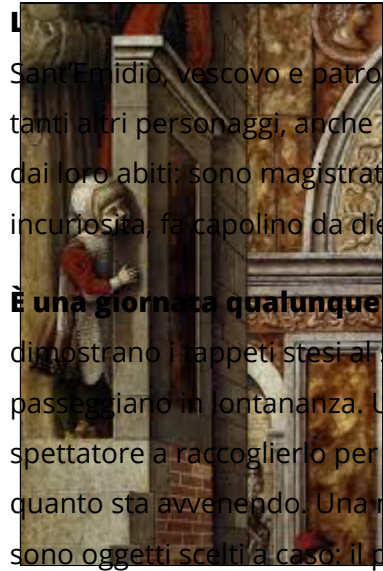 L
Sant'Emidio, vescovo e patro
tanti altri personaggi, anche
dai loro abiti: sono magistrat
incuriosita, fa capolino da die
È una giornata qualunque
dimostrano i tappeti stesi al s
passeggiano in lontananza. U
spettatore a raccoglierlo per
quanto sta avvenendo. Una n
sono oggetti scelti a caso: il p